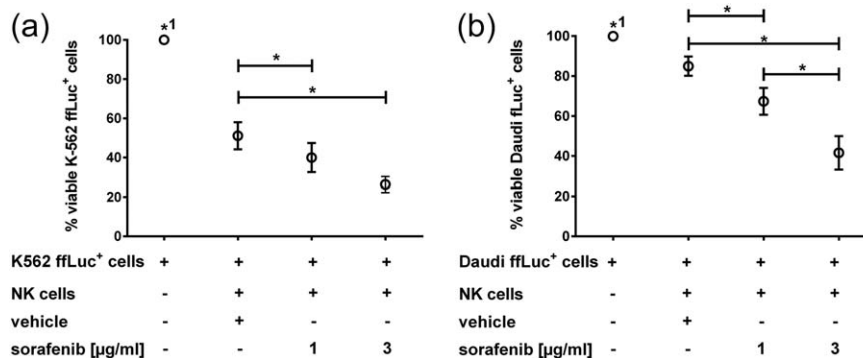 (a)
% viable K-562 ffLuc⁺ cells
100
80
60
40
20
0
*¹
*
*
K562 ffLuc⁺ cells + + + +
NK cells - + + +
vehicle - + - -
sorafenib [µg/ml] - - 1 3
(b)
% viable Daudi fLuc⁺ cells
100
80
60
40
20
0
*¹
*
*
*
Daudi ffLuc⁺ cells + + + +
NK cells - + + +
vehicle - + - -
sorafenib [µg/ml] - - 1 3